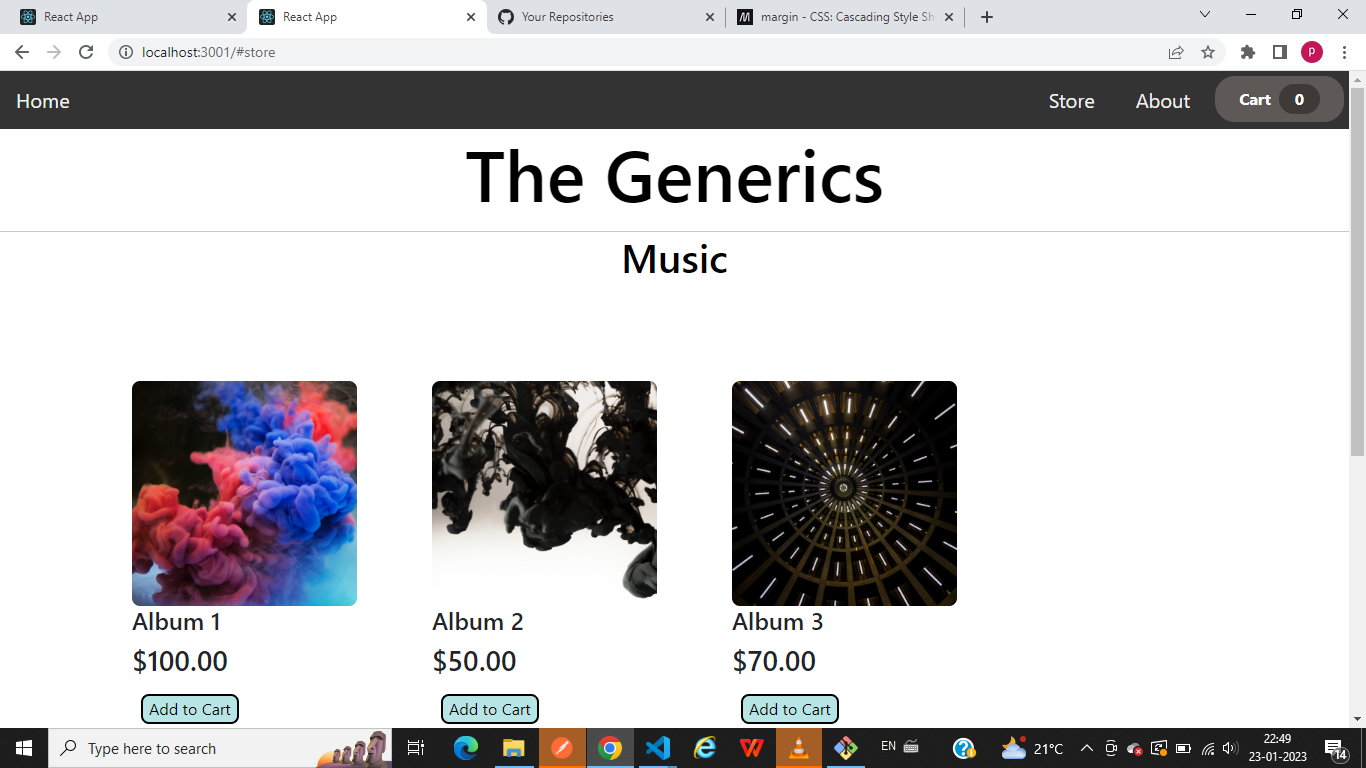 React App
React App
Your Repositories
margin - CSS: Cascading Style Sh
localhost:3001/#store
P
Home
Store
About
Cart 0
The Generics
Music
Album 1
Album 2
Album 3
$100.00
$50.00
$70.00
Add to Cart
Add to Cart
Add to Cart
Type here to search
EN
21°C
22:49
23-01-2023
14